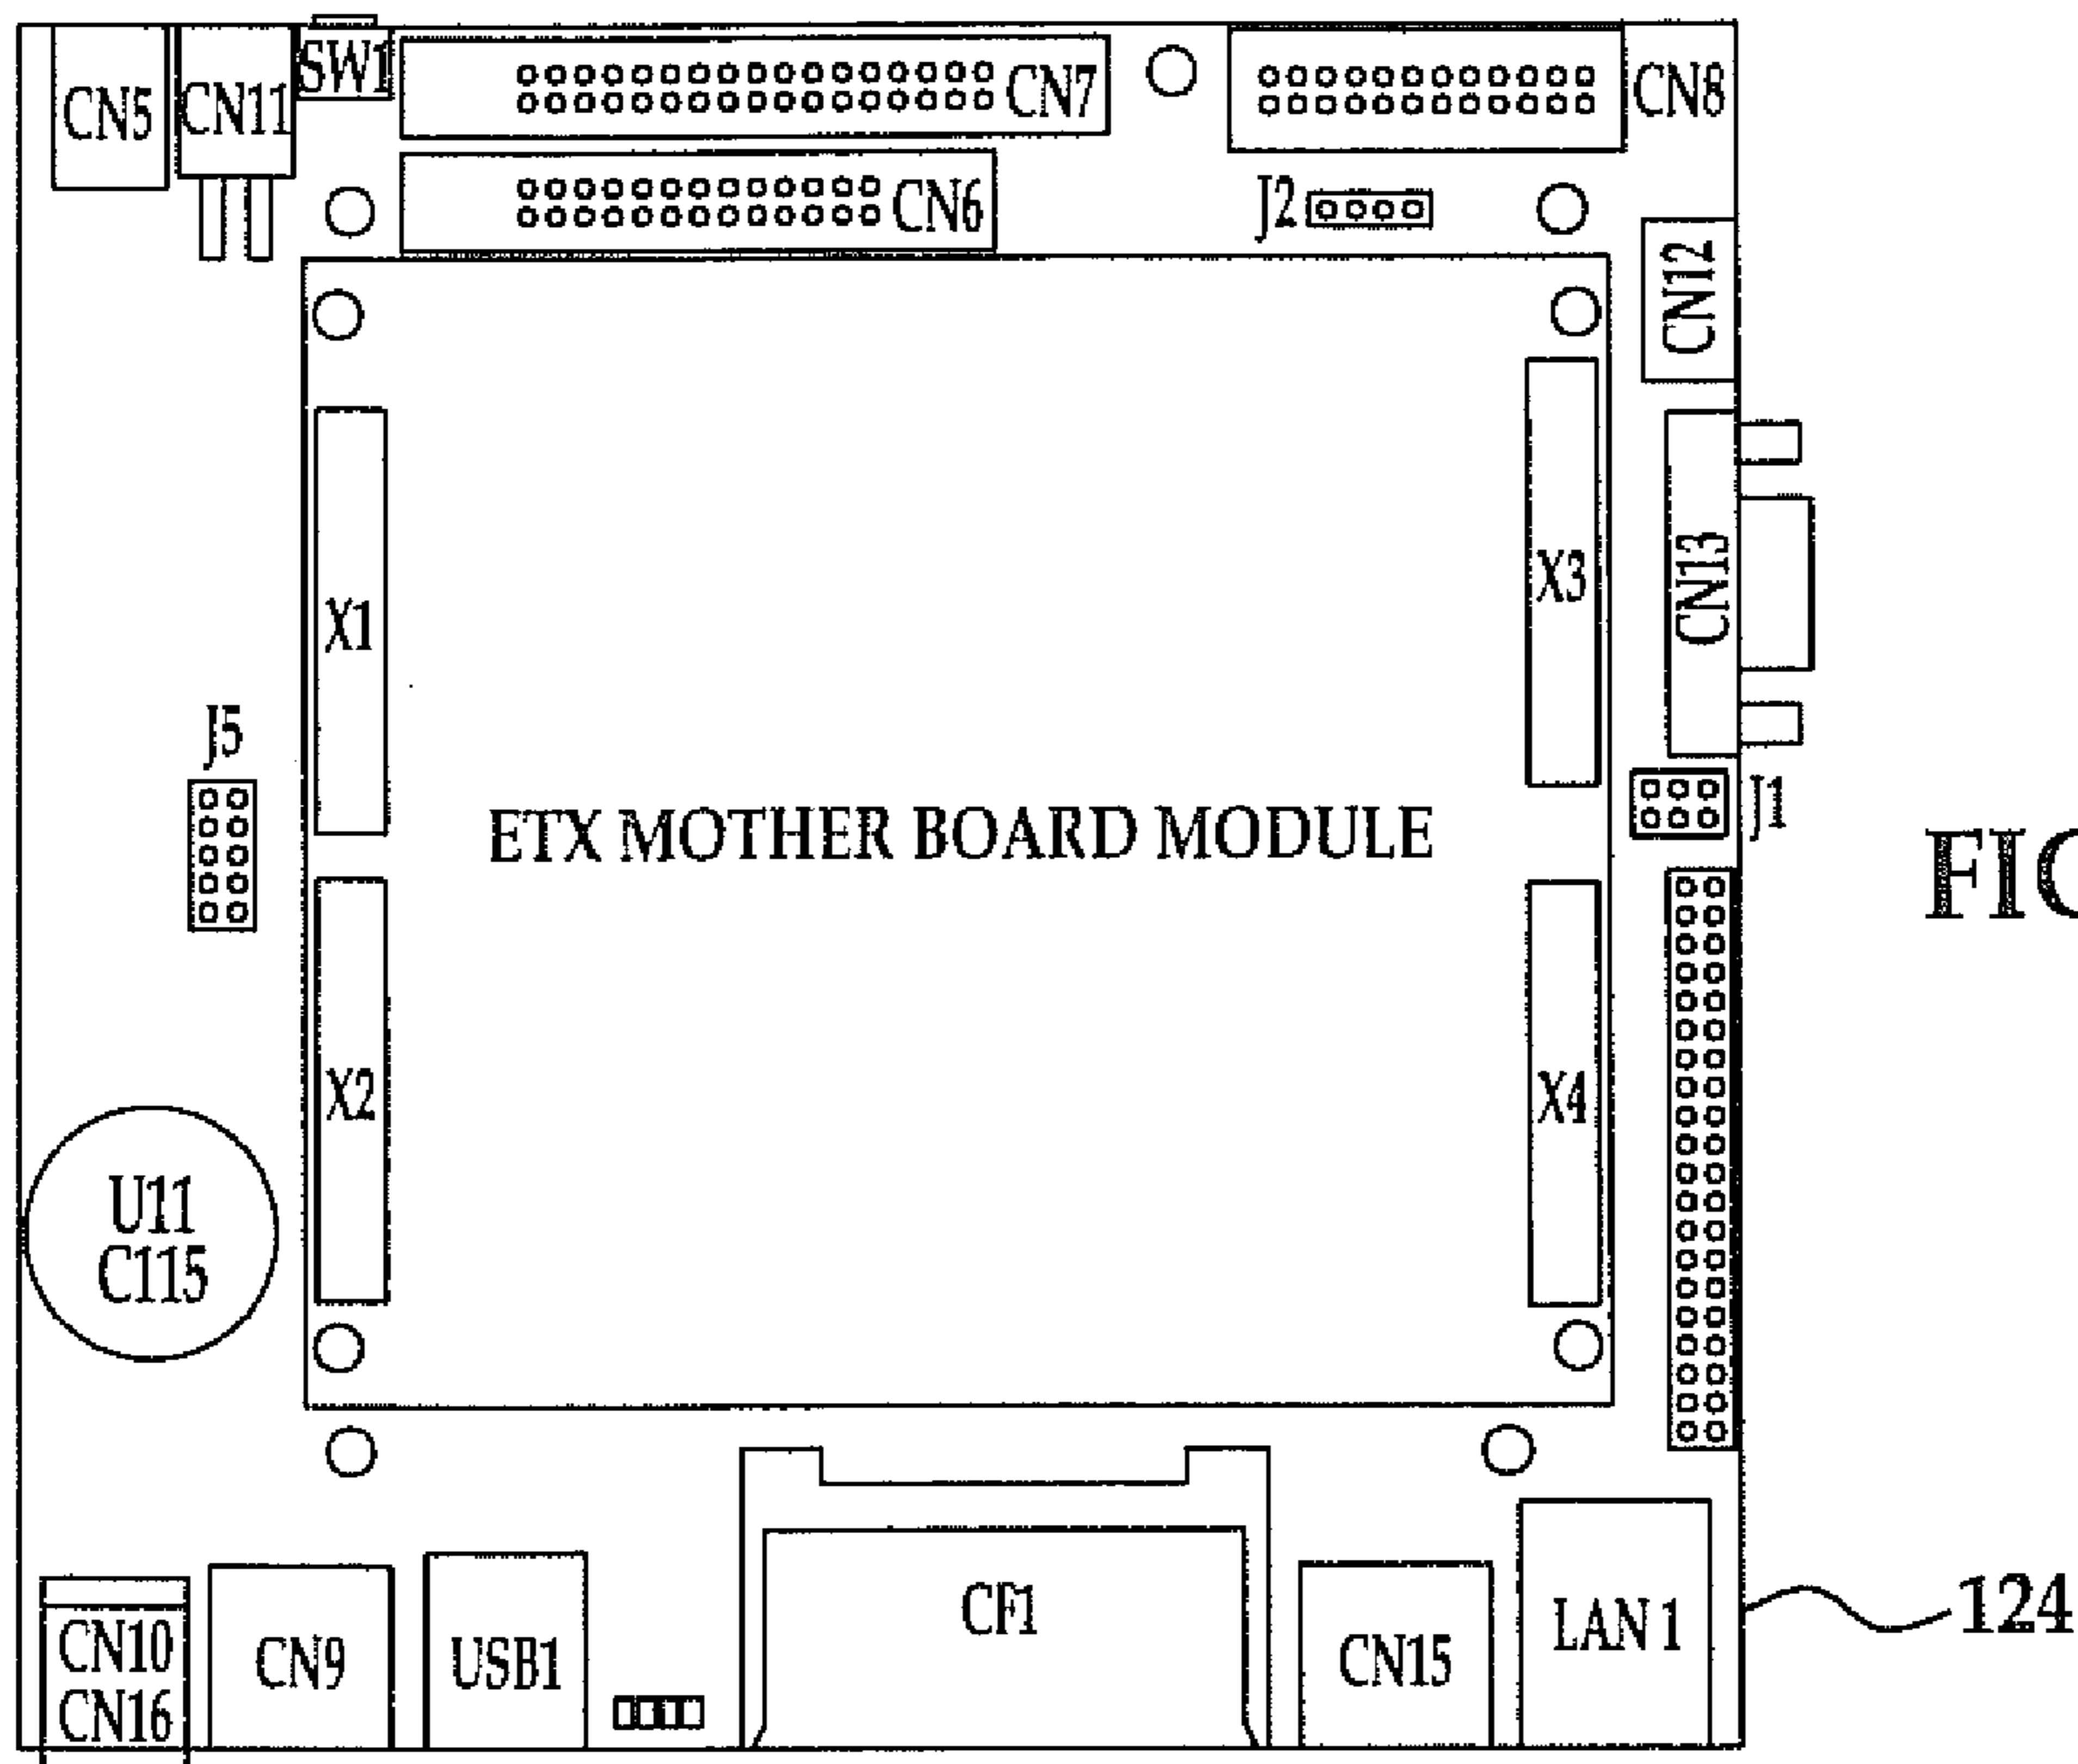 SW1
CN5
CN11
CN7
CN8
CN6
J2
CN12
X1
X3
CN13
J5
J1
ETX MOTHER BOARD MODULE
FIG
X2
X4
U11
C115
CN10
CN16
CN9
USB1
CF1
CN15
LAN 1
124